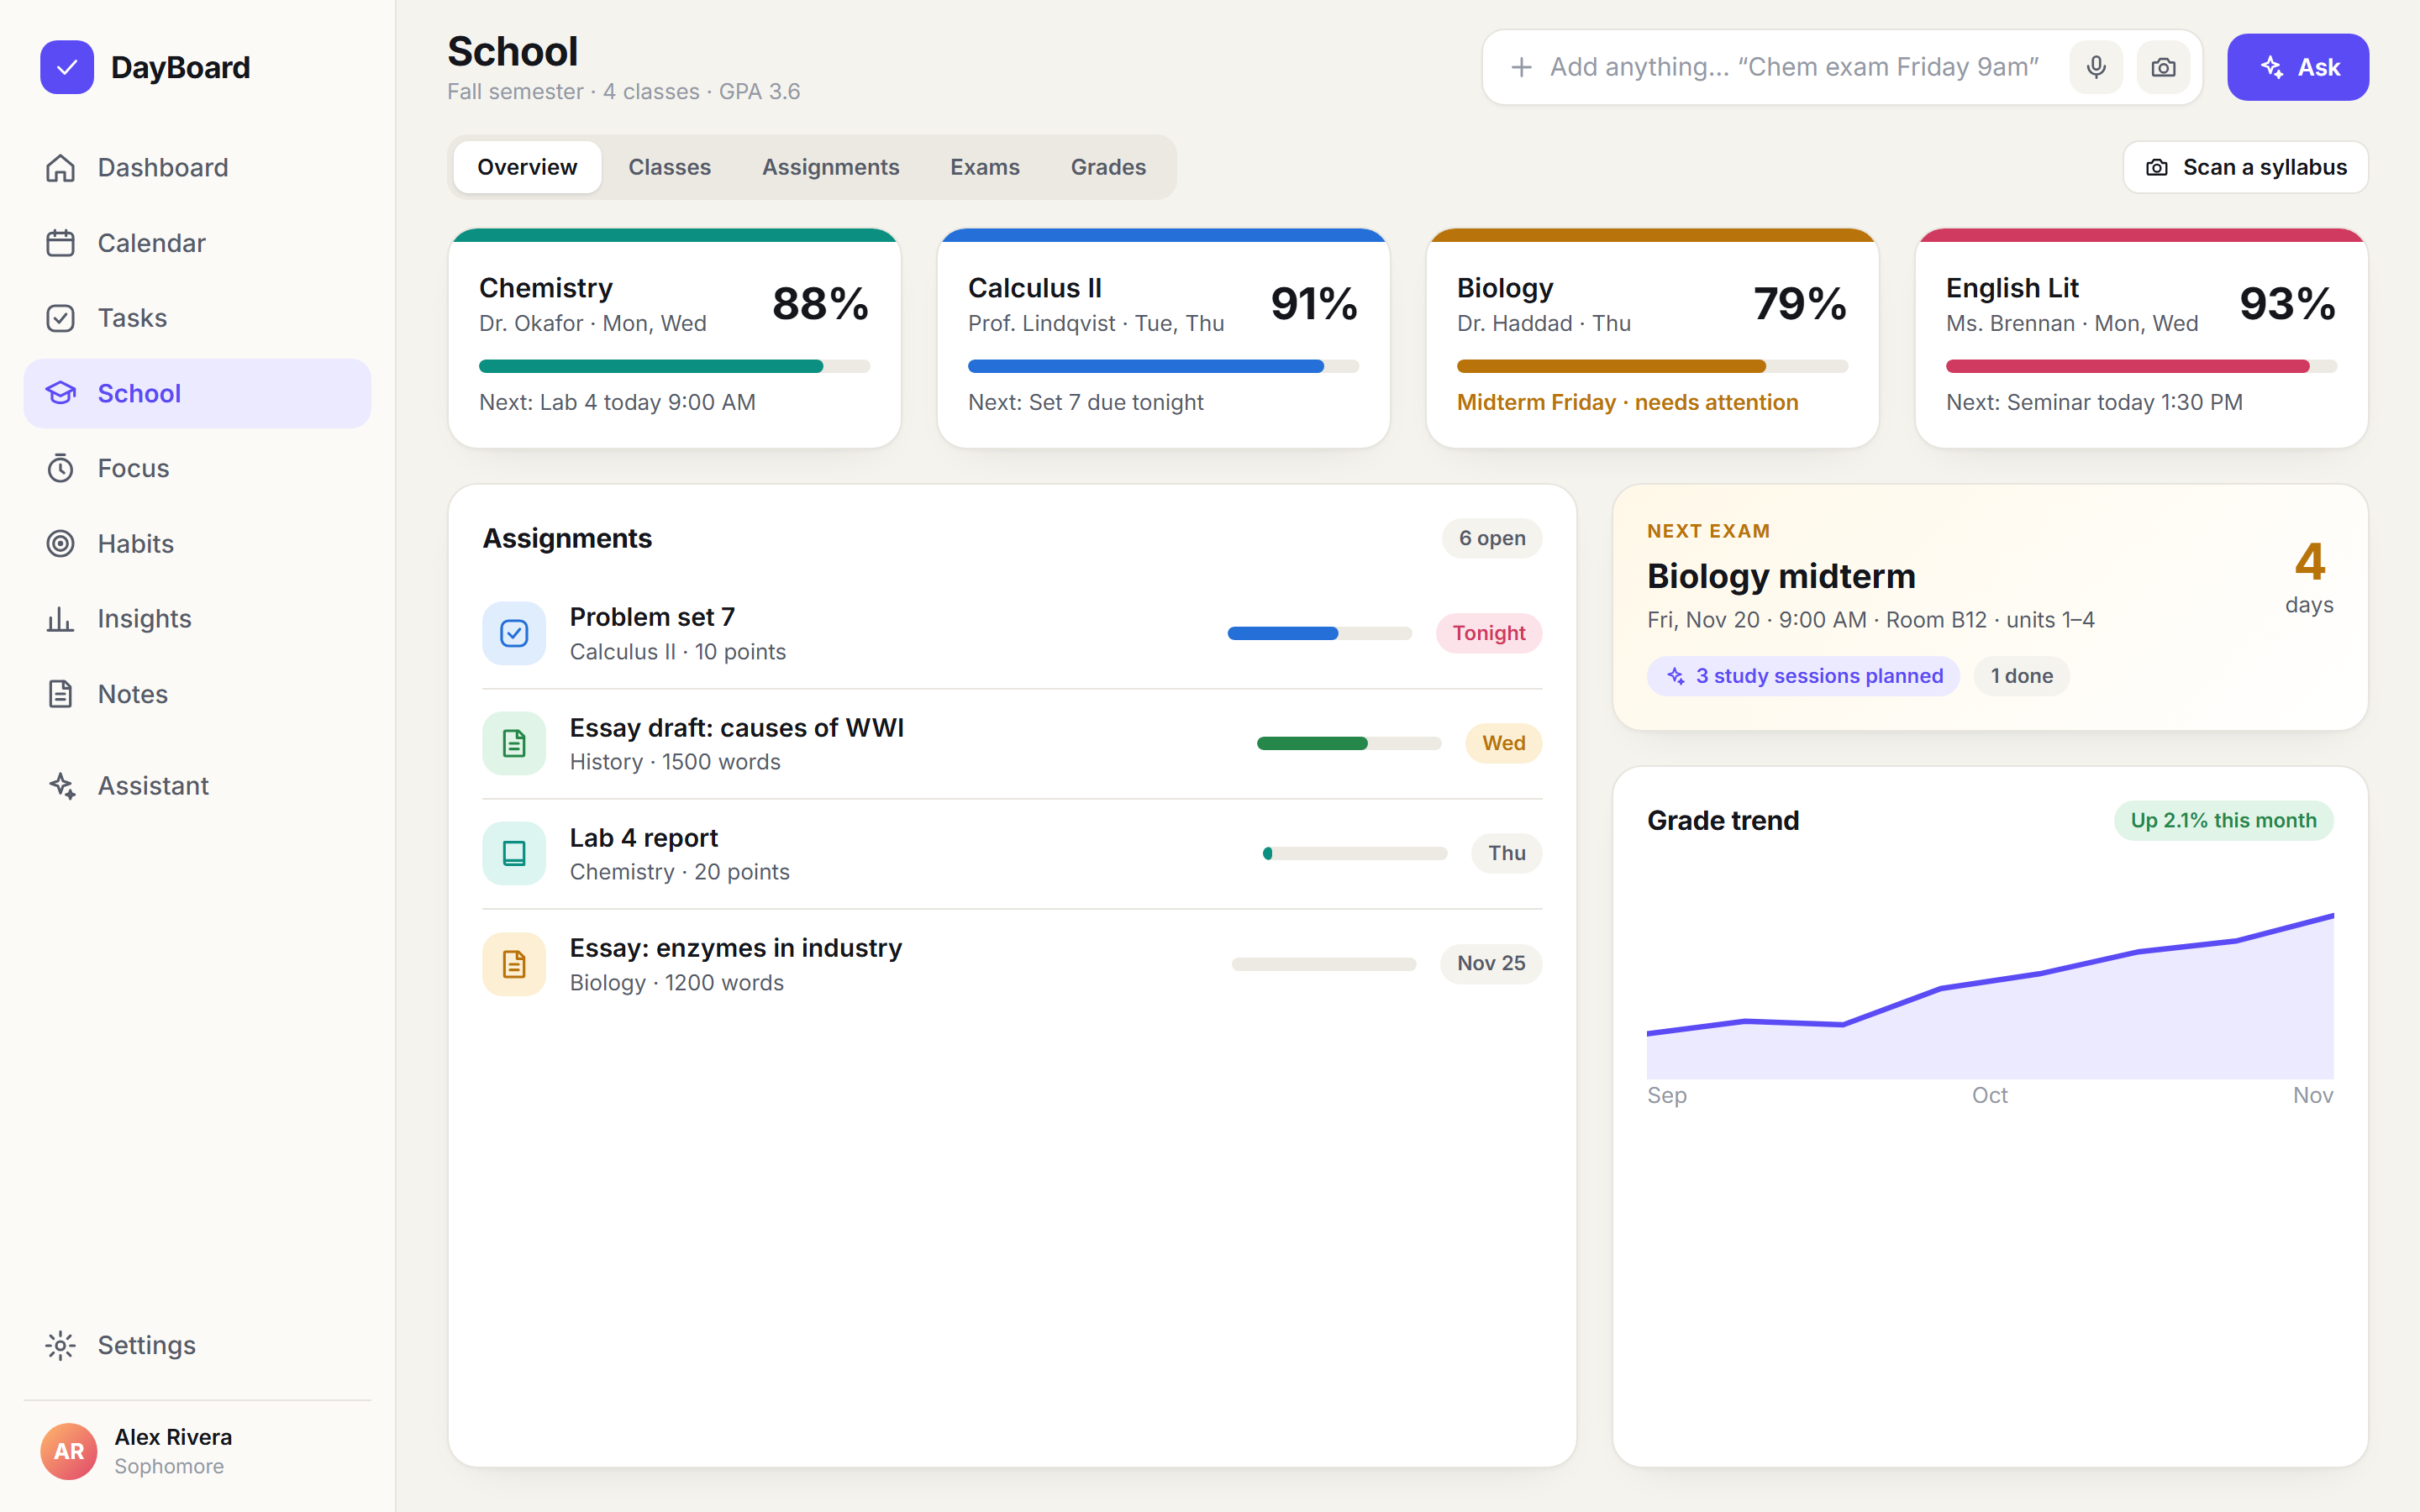 DayBoard
Dashboard
Calendar
Tasks
School
Focus
Habits
Insights
Notes
Assistant
Settings
AR
Alex Rivera
Sophomore
School
Fall semester · 4 classes · GPA 3.6
Add anything... “Chem exam Friday 9am”
Ask
Overview
Classes
Assignments
Exams
Grades
Scan a syllabus
Chemistry
Dr. Okafor · Mon, Wed
88%
Next: Lab 4 today 9:00 AM
Calculus II
Prof. Lindqvist · Tue, Thu
91%
Next: Set 7 due tonight
Biology
Dr. Haddad · Thu
79%
Midterm Friday · needs attention
English Lit
Ms. Brennan · Mon, Wed
93%
Next: Seminar today 1:30 PM
Assignments
6 open
Problem set 7
Calculus II · 10 points
Tonight
Essay draft: causes of WWI
History · 1500 words
Wed
Lab 4 report
Chemistry · 20 points
Thu
Essay: enzymes in industry
Biology · 1200 words
Nov 25
NEXT EXAM
Biology midterm
Fri, Nov 20 · 9:00 AM · Room B12 · units 1–4
4
days
3 study sessions planned
1 done
Grade trend
Up 2.1% this month
Sep
Oct
Nov